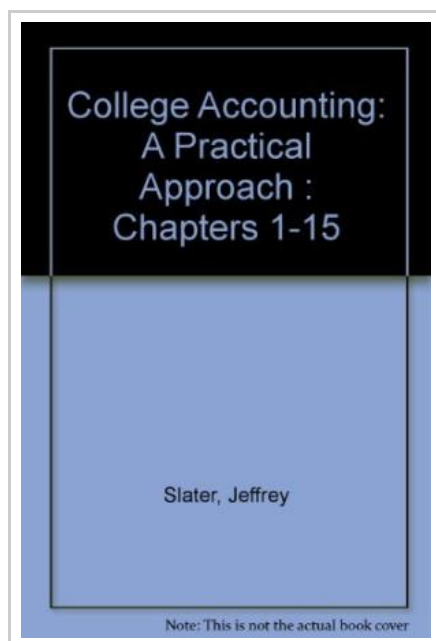 College Accounting:
A Practical
Approach :
Chapters 1-15
Slater, Jeffrey
Note: This is not the actual book cover